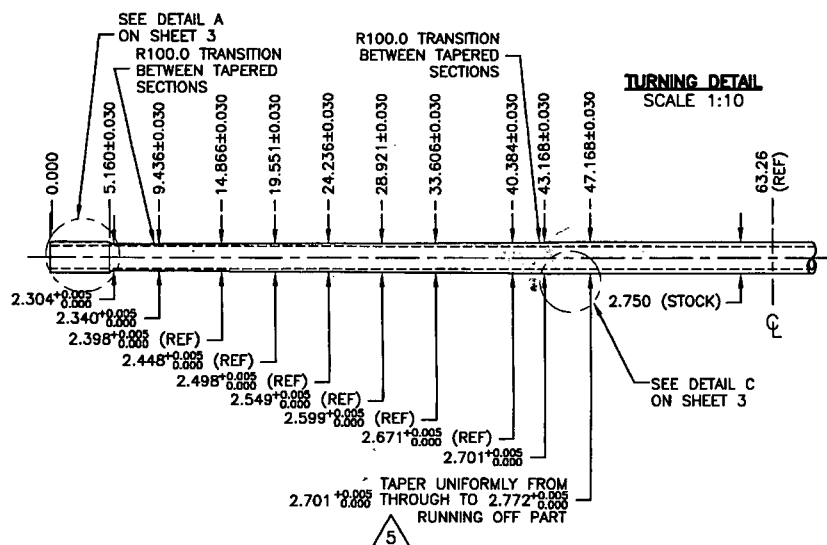 SEE DETAIL A
ON SHEET 3
R100.0 TRANSITION
BETWEEN TAPERED
SECTIONS
R100.0 TRANSITION
BETWEEN TAPERED
SECTIONS
TURNING DETAIL
SCALE 1:10
0.000
5.160±0.030
9.436±0.030
14.866±0.030
19.551±0.030
24.236±0.030
28.921±0.030
33.606±0.030
40.384±0.030
43.168±0.030
47.168±0.030
63.26
(REF)
2.304 +0.005 0.000
2.340 +0.005 0.000
2.398 +0.005 0.000 (REF)
2.448 +0.005 0.000 (REF)
2.498 +0.005 0.000 (REF)
2.549 +0.005 0.000 (REF)
2.599 +0.005 0.000 (REF)
2.671 +0.005 0.000 (REF)
2.701 +0.005 0.000
2.750 (STOCK)
℄
SEE DETAIL C
ON SHEET 3
TAPER UNIFORMLY FROM
2.701 +0.005 0.000 THROUGH TO 2.772 +0.005 0.000
RUNNING OFF PART
5